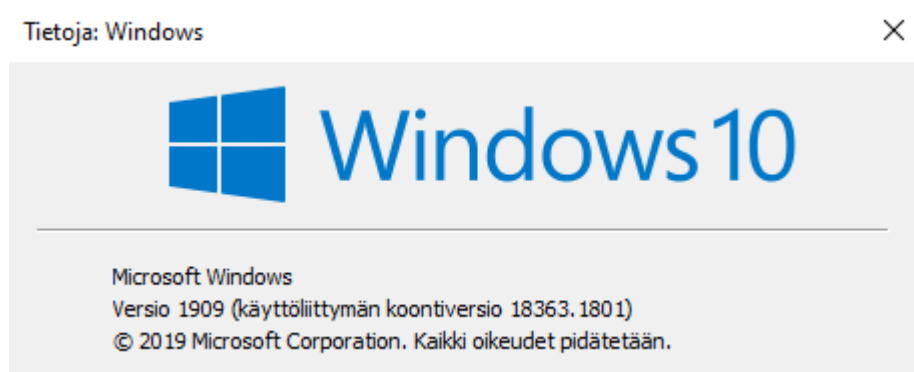 Tietoja: Windows
Windows 10
Microsoft Windows
Versio 1909 (käyttöliittymän koontiversio 18363.1801)
© 2019 Microsoft Corporation. Kaikki oikeudet pidätetään.